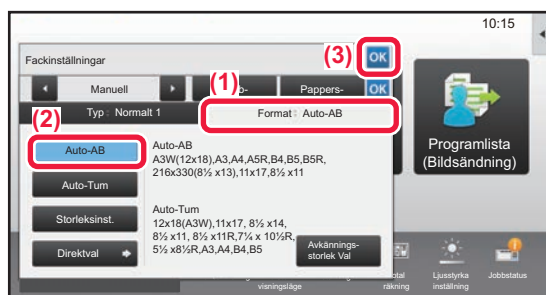 10:15
(3)
Fackinställningar
OK
(1)
Manuell
Pappers-
OK
(2)
Typ : Normalt 1
Format : Auto-AB
Auto-AB
Auto-AB
A3W(12x18),A3,A4,A5R,B4,B5,B5R,
216x330(8½ x13),11x17,8½ x11
Auto-Tum
Auto-Tum
12x18(A3W),11x17, 8½ x14,
8½ x11, 8½ x11R,7¼ x 10½R,
5½ x8½R,A3,A4,B4,B5
Storleksinst.
Direktval
Avkännings-
storlek Val
Programlista
(Bildsändning)
visningsläge
räkning
Ljusstyrka
inställning
Jobbstatus